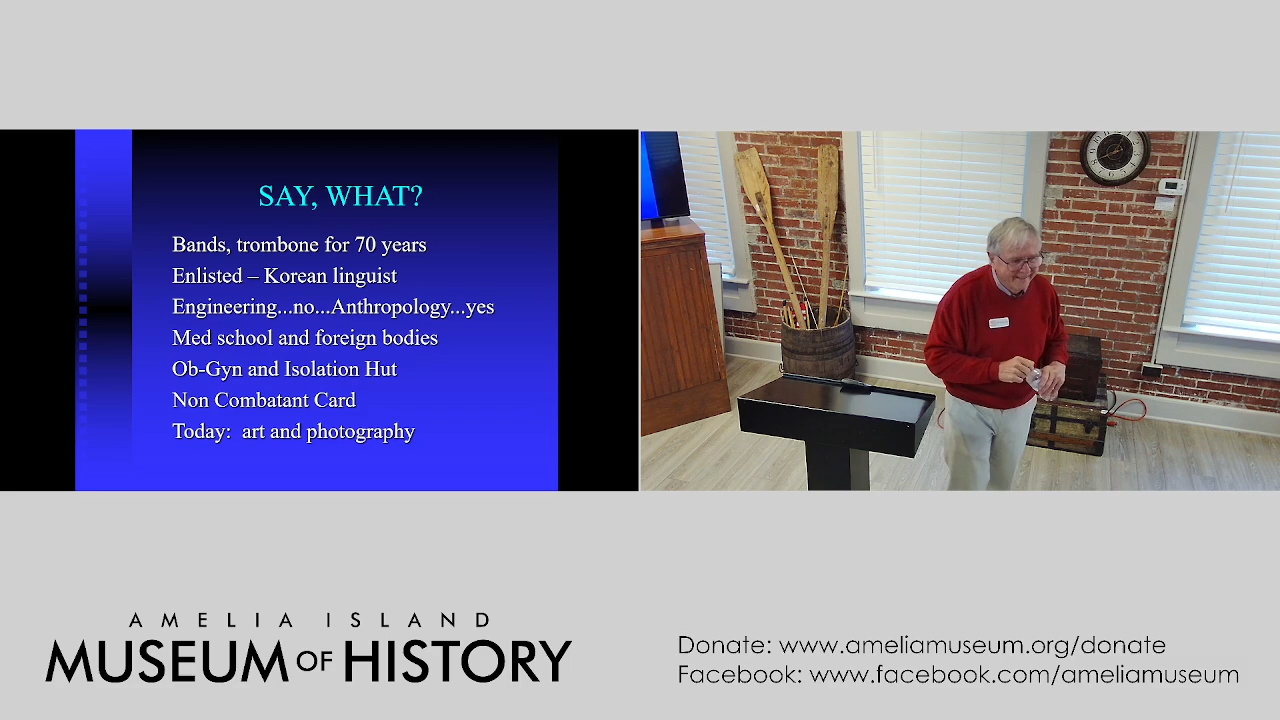 SAY, WHAT?
Bands, trombone for 70 years
Enlisted – Korean linguist
Engineering...no...Anthropology...yes
Med school and foreign bodies
Ob-Gyn and Isolation Hut
Non Combatant Card
Today: art and photography
AMELIA ISLAND
MUSEUM OF HISTORY
Donate: www.ameliamuseum.org/donate
Facebook: www.facebook.com/ameliamuseum